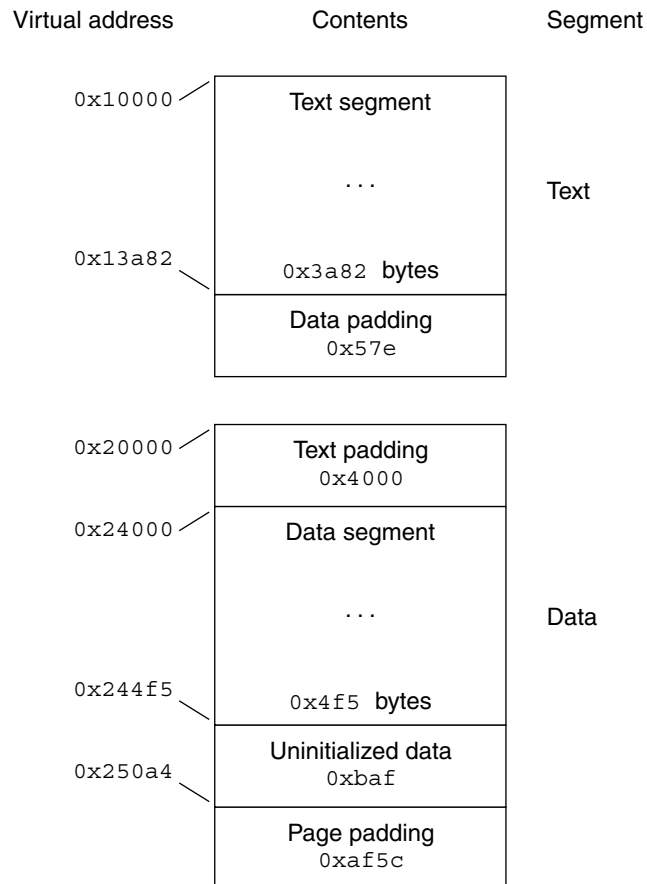 Virtual address Contents Segment
0x10000
Text segment
. . .
Text
0x13a82
0x3a82 bytes
Data padding
0x57e
0x20000
Text padding
0x4000
0x24000
Data segment
. . .
Data
0x244f5
0x4f5 bytes
Uninitialized data
0x250a4
0xbaf
Page padding
0xaf5c